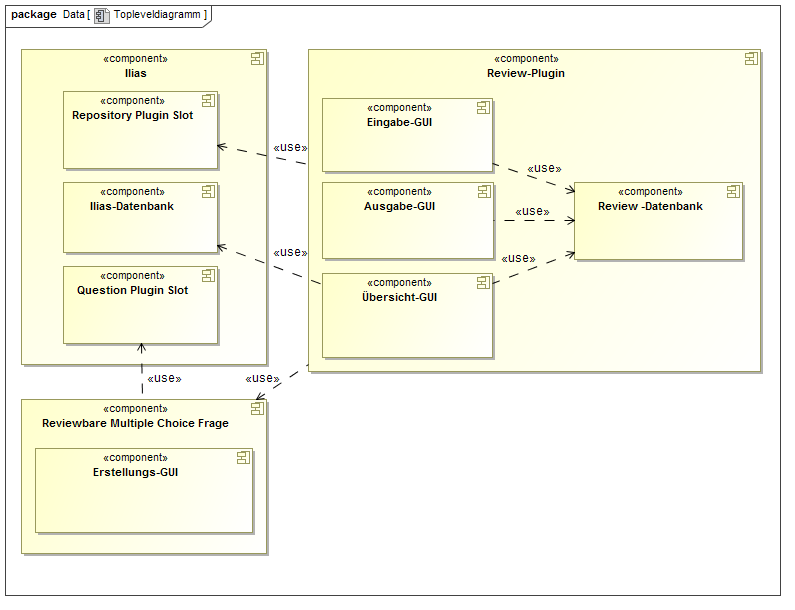 package Data [ Topleveldiagramm ]
«component»
Ilias
«component»
Repository Plugin Slot
«component»
Ilias-Datenbank
«component»
Question Plugin Slot
«component»
Review-Plugin
«component»
Eingabe-GUI
«component»
Ausgabe-GUI
«component»
Übersicht-GUI
«component»
Review -Datenbank
«use»
«use»
«use»
«use»
«use»
«use»
«use»
«component»
Reviewbare Multiple Choice Frage
«component»
Erstellungs-GUI